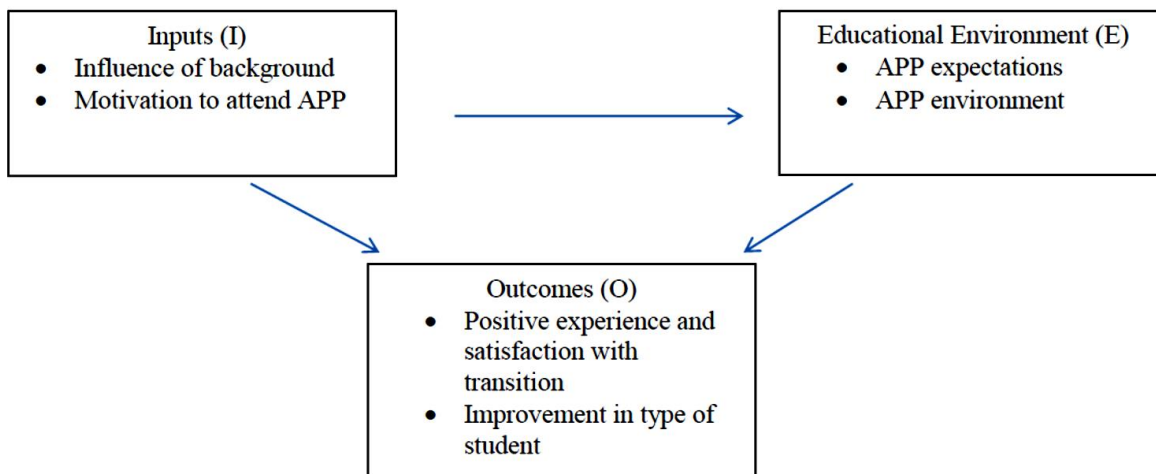 Inputs (I)
• Influence of background
• Motivation to attend APP
Educational Environment (E)
• APP expectations
• APP environment
Outcomes (O)
• Positive experience and
satisfaction with
transition
• Improvement in type of
student